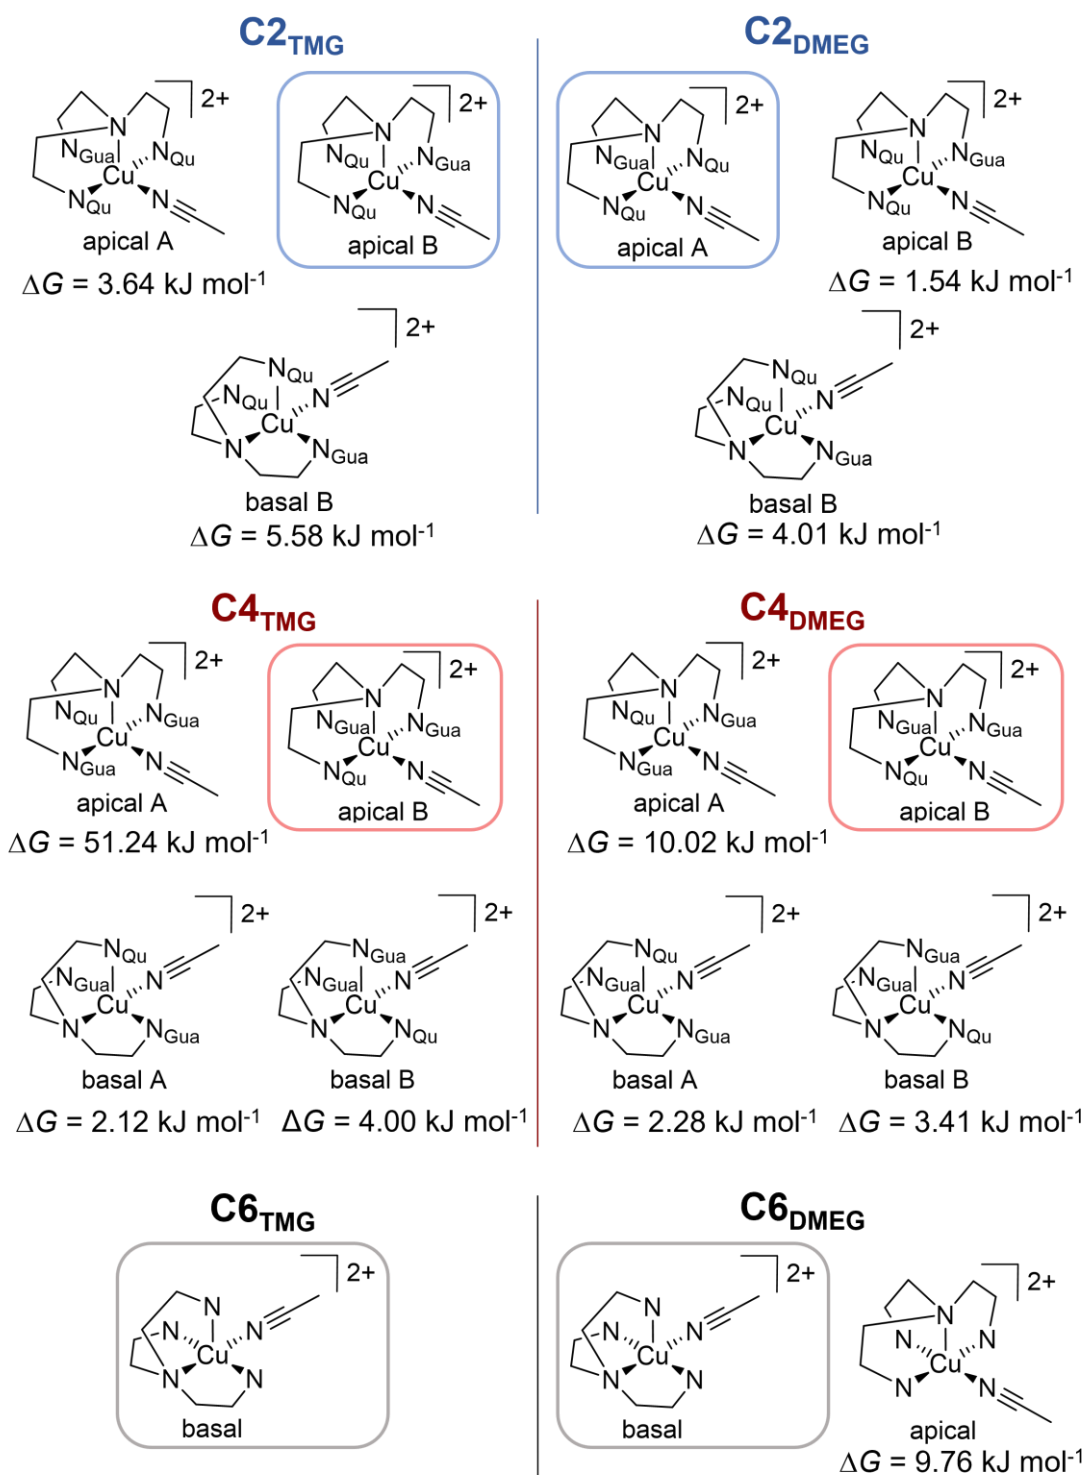 C2TMG
C2DMEG
N
NGua
NQu
Cu
NQu
N
2+
apical A
ΔG = 3.64 kJ mol-1
N
NQu
NGua
Cu
N
2+
apical B
N
NGua
NQu
Cu
NQu
N
2+
apical A
N
NQu
NGua
Cu
N
2+
apical B
ΔG = 1.54 kJ mol-1
NQu
NQu
N
Cu
N
NGua
2+
basal B
ΔG = 5.58 kJ mol-1
NQu
NQu
N
Cu
N
NGua
2+
basal B
ΔG = 4.01 kJ mol-1
C4TMG
C4DMEG
N
NQu
NGua
Cu
NGua
N
2+
apical A
ΔG = 51.24 kJ mol-1
N
NGua
NGua
Cu
NQu
N
2+
apical B
N
NQu
NGua
Cu
NGua
N
2+
apical A
ΔG = 10.02 kJ mol-1
N
NGua
NGua
Cu
NQu
N
2+
apical B
NQu
NGua
N
Cu
N
NGua
2+
basal A
ΔG = 2.12 kJ mol-1
NGua
NGua
N
Cu
N
NQu
2+
basal B
ΔG = 4.00 kJ mol-1
NQu
NGua
N
Cu
N
NGua
2+
basal A
ΔG = 2.28 kJ mol-1
NGua
NGua
N
Cu
N
NQu
2+
basal B
ΔG = 3.41 kJ mol-1
C6TMG
C6DMEG
N
N
N
Cu
N
N
2+
basal
N
N
N
Cu
N
N
2+
basal
N
N
N
Cu
N
N
2+
apical
ΔG = 9.76 kJ mol-1